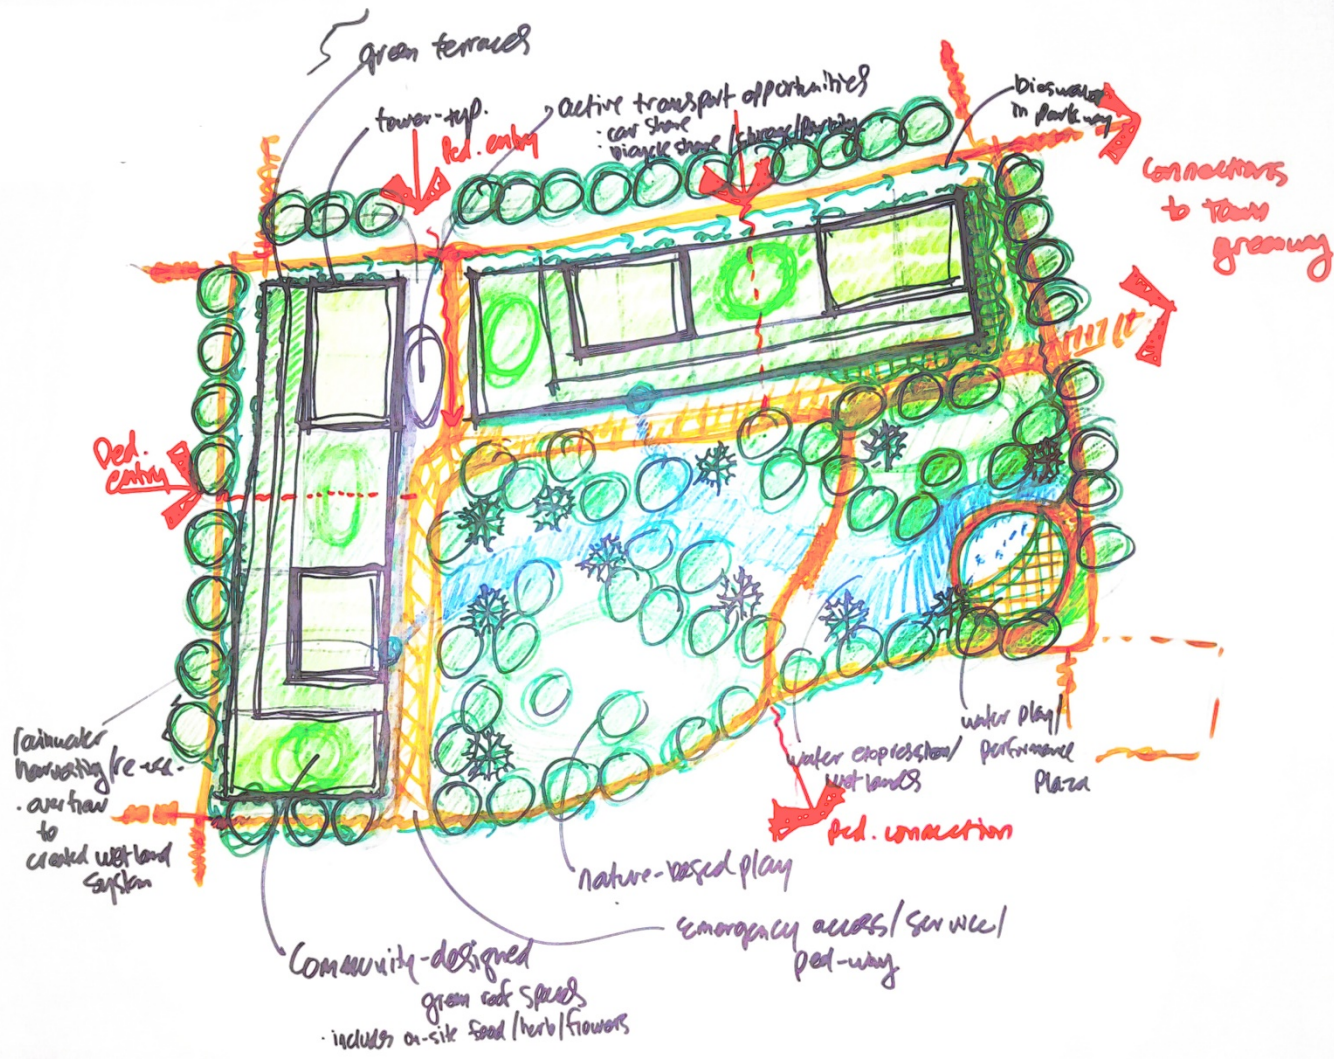 green terraces
tower-typ.
Ped. entry
active transport opportunities
· car share
bicycle share / storage/parking
Bioswales
in parkway
Connections
to town
greenway
Ped.
entry
rainwater
harvesting/re-use.
· overflow
to
created wetland
system
water play/
performance
Plaza
water expression/
wetlands
ped. connection
nature-based play
Emergency access/service/
ped-way
Community-designed
green roof spaces
· includes on-site food/herb/flowers